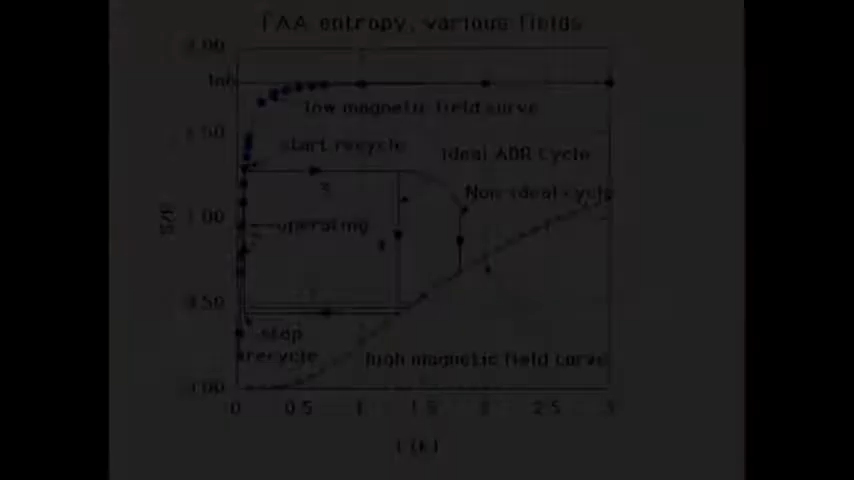 FAA entropy, various fields
2.00
ln6
low magnetic field curve
1.50
start recycle
Ideal ADR Cycle
Non-ideal cycle
S/R
1.00
operating
0.50
stop
recycle
high magnetic field curve
0.00
0 0.5 1 1.5 2 2.5 3
T (K)